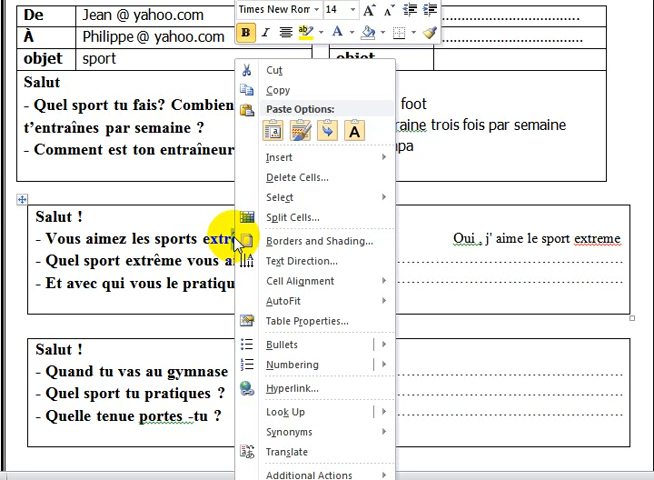 De Jean @ yahoo.com
À Philippe @ yahoo.com
objet sport
Salut
- Quel sport tu fais? Combien
t'entraînes par semaine ?
- Comment est ton entraîneur
foot
raine trois fois par semaine
Times New Ron 14
Cut
Copy
Paste Options:
Insert
Delete Cells...
Select
Split Cells...
Borders and Shading...
Text Direction...
Cell Alignment
AutoFit
Table Properties...
Bullets
Numbering
Hyperlink...
Look Up
Synonyms
Translate
Additional Actions
Salut !
- Vous aimez les sports extrê
- Quel sport extrême vous ai
- Et avec qui vous le pratiqu
Oui , j' aime le sport extreme
Salut !
- Quand tu vas au gymnase
- Quel sport tu pratiques ?
- Quelle tenue portes -tu ?